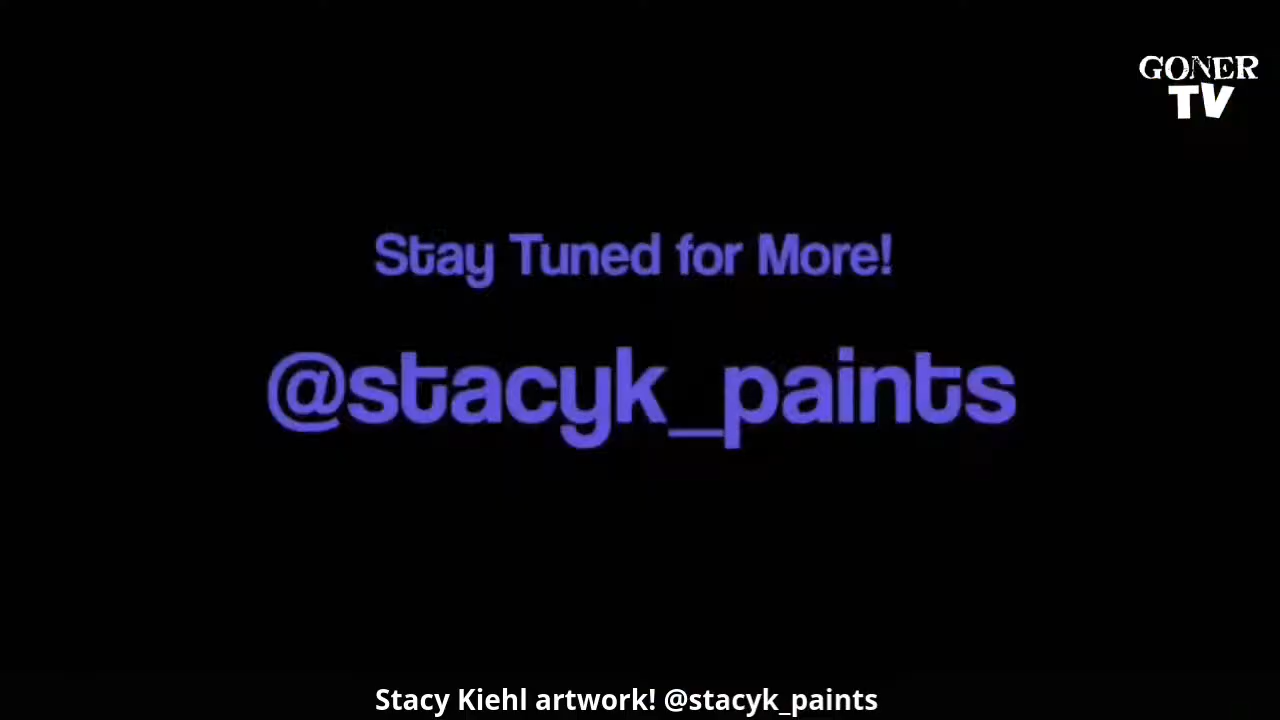 GONER
TV
Stay Tuned for More!
@stacyk_paints
Stacy Kiehl artwork! @stacyk_paints